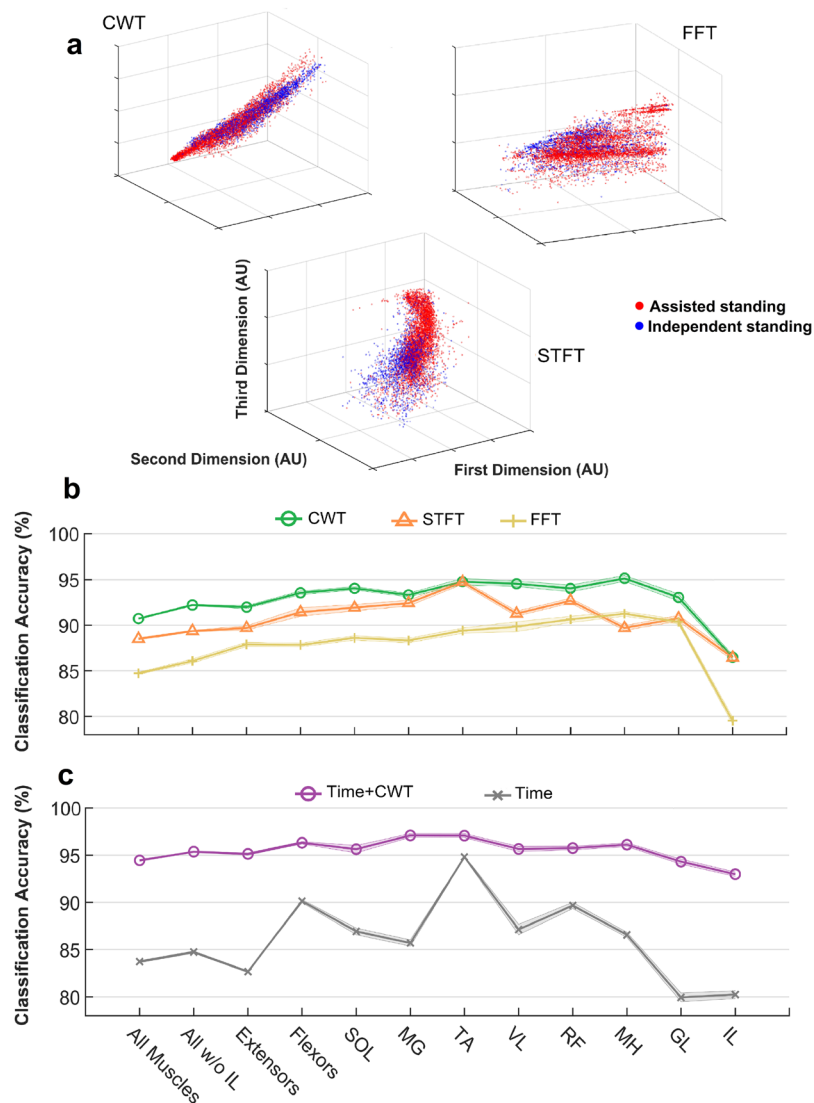 a
CWT
FFT
Third Dimension (AU)
Second Dimension (AU)
First Dimension (AU)
STFT
Assisted standing
Independent standing
b
Classification Accuracy (%)
CWT
STFT
FFT
100
95
90
85
80
c
Classification Accuracy (%)
Time+CWT
Time
100
95
90
85
80
All Muscles
All w/o IL
Extensors
Flexors
SOL
MG
TA
VL
RF
MH
GL
IL